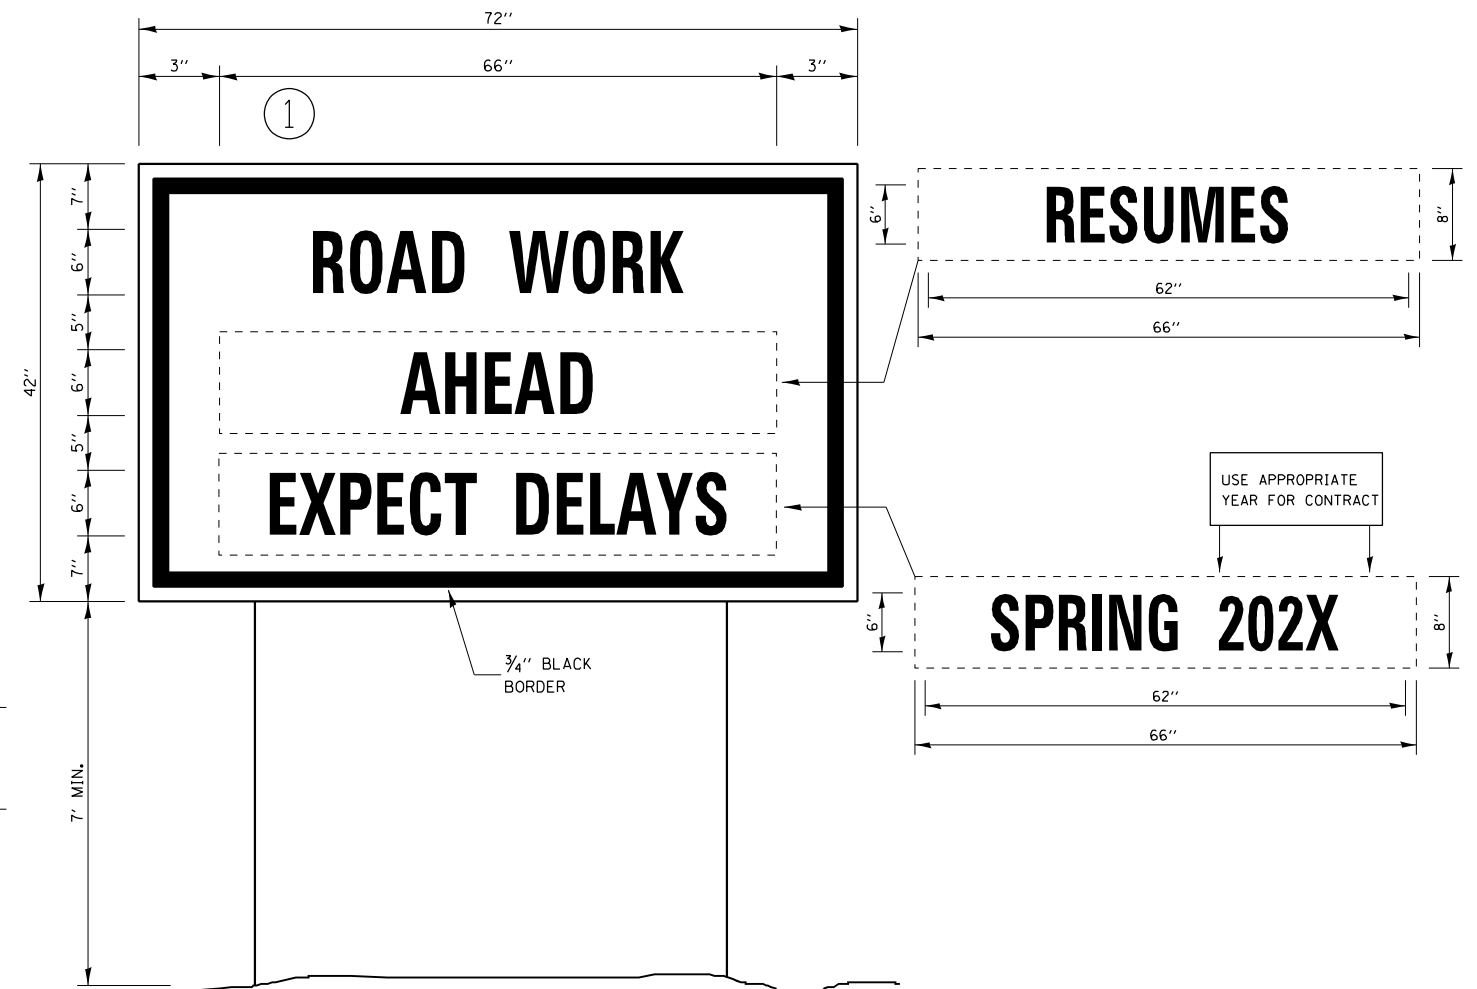 72''
3'' 66'' 3''
1
7''
6''
5''
6''
5''
6''
7''
42''
7' MIN.
ROAD WORK
AHEAD
EXPECT DELAYS
3/4'' BLACK
BORDER
6''
RESUMES
8''
62''
66''
USE APPROPRIATE
YEAR FOR CONTRACT
6''
SPRING 202X
8''
62''
66''